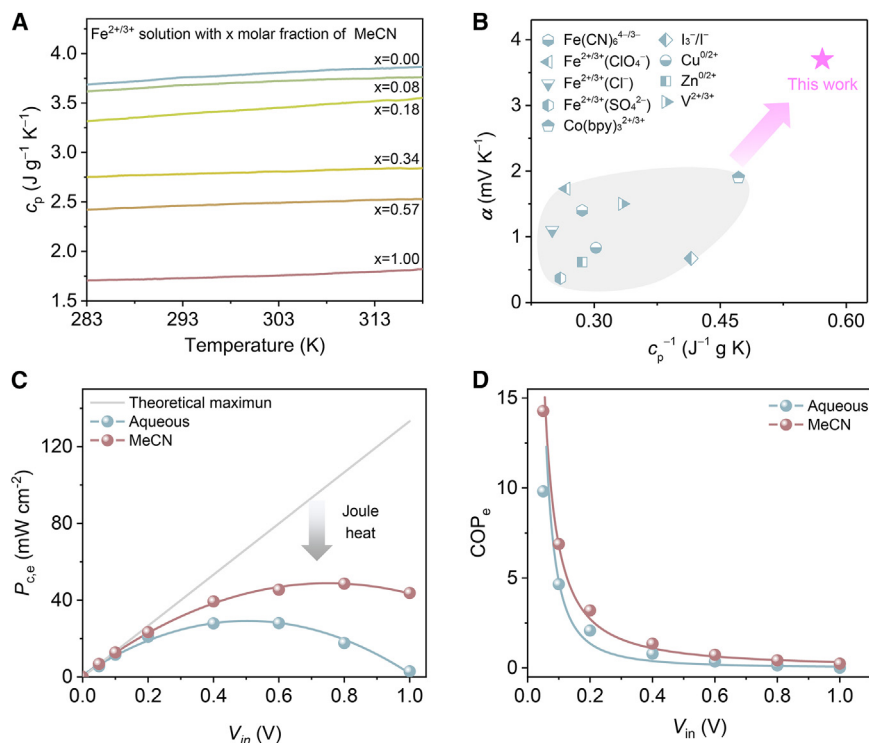 A
Fe²⁺/³⁺ solution with x molar fraction of MeCN
4.0
3.5
3.0
2.5
2.0
1.5
cₚ (J g⁻¹ K⁻¹)
x=0.00
x=0.08
x=0.18
x=0.34
x=0.57
x=1.00
283
293
303
313
Temperature (K)
B
Fe(CN)₆⁴⁻/³⁻
Fe²⁺/³⁺(ClO₄⁻)
Fe²⁺/³⁺(Cl⁻)
Fe²⁺/³⁺(SO₄²⁻)
Co(bpy)₃²⁺/³⁺
I₃⁻/I⁻
Cu⁰/²⁺
Zn⁰/²⁺
V²⁺/³⁺
This work
4
3
2
1
0
α (mV K⁻¹)
0.30
0.45
0.60
cₚ⁻¹ (J⁻¹ g K)
C
Theoretical maximun
Aqueous
MeCN
Joule
heat
120
80
40
0
P_c,e (mW cm⁻²)
0.0
0.2
0.4
0.6
0.8
1.0
V_in (V)
D
Aqueous
MeCN
15
10
5
0
COPₑ
0.0
0.2
0.4
0.6
0.8
1.0
V_in (V)